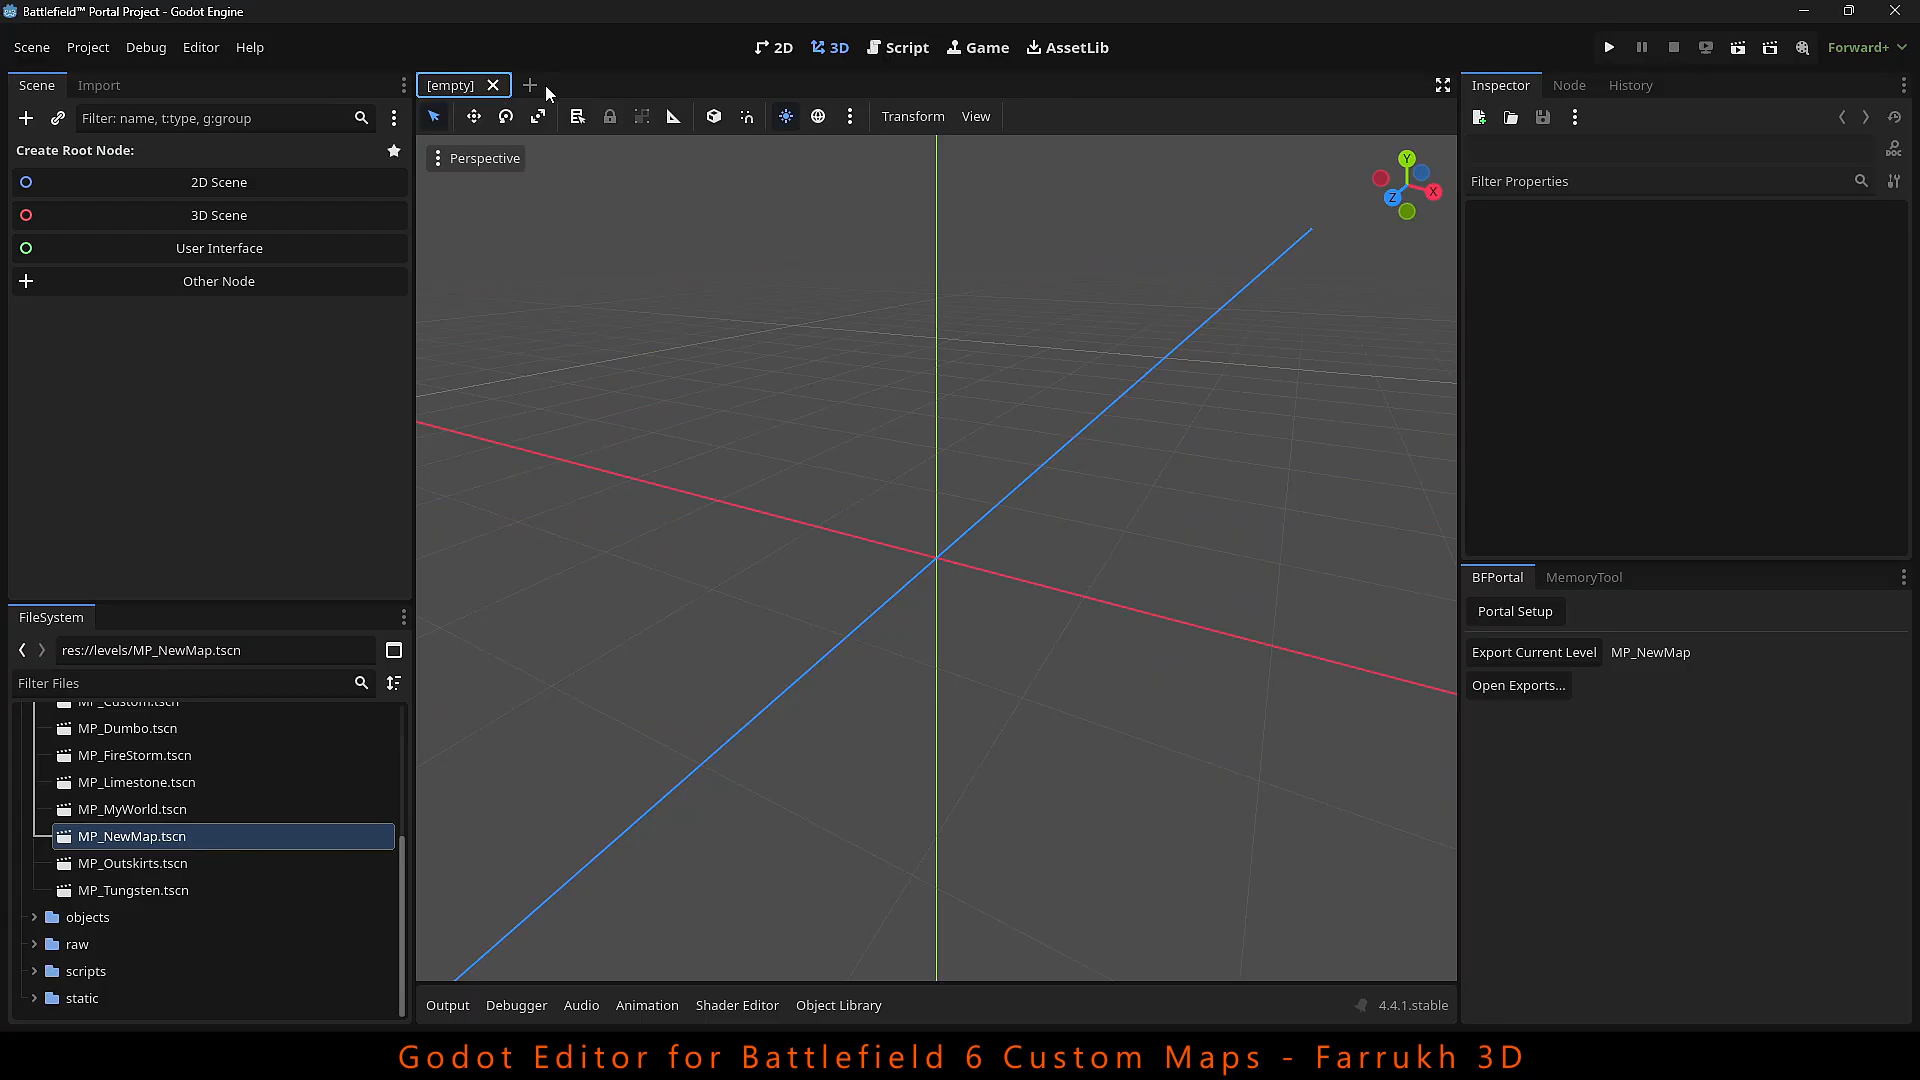 Battlefield™ Portal Project - Godot Engine
Scene Project Debug Editor Help
2D 3D Script Game AssetLib
Forward+
Scene Import
Filter: name, t:type, g:group
Create Root Node:
2D Scene
3D Scene
User Interface
Other Node
FileSystem
res://levels/MP_NewMap.tscn
Filter Files
MP_Custom.tscn
MP_Dumbo.tscn
MP_FireStorm.tscn
MP_Limestone.tscn
MP_MyWorld.tscn
MP_NewMap.tscn
MP_Outskirts.tscn
MP_Tungsten.tscn
objects
raw
scripts
static
[empty]
Transform View
Perspective
Y
X
Z
Output Debugger Audio Animation Shader Editor Object Library
4.4.1.stable
Inspector Node History
DOC
Filter Properties
BFPortal MemoryTool
Portal Setup
Export Current Level MP_NewMap
Open Exports...
Godot Editor for Battlefield 6 Custom Maps - Farrukh 3D